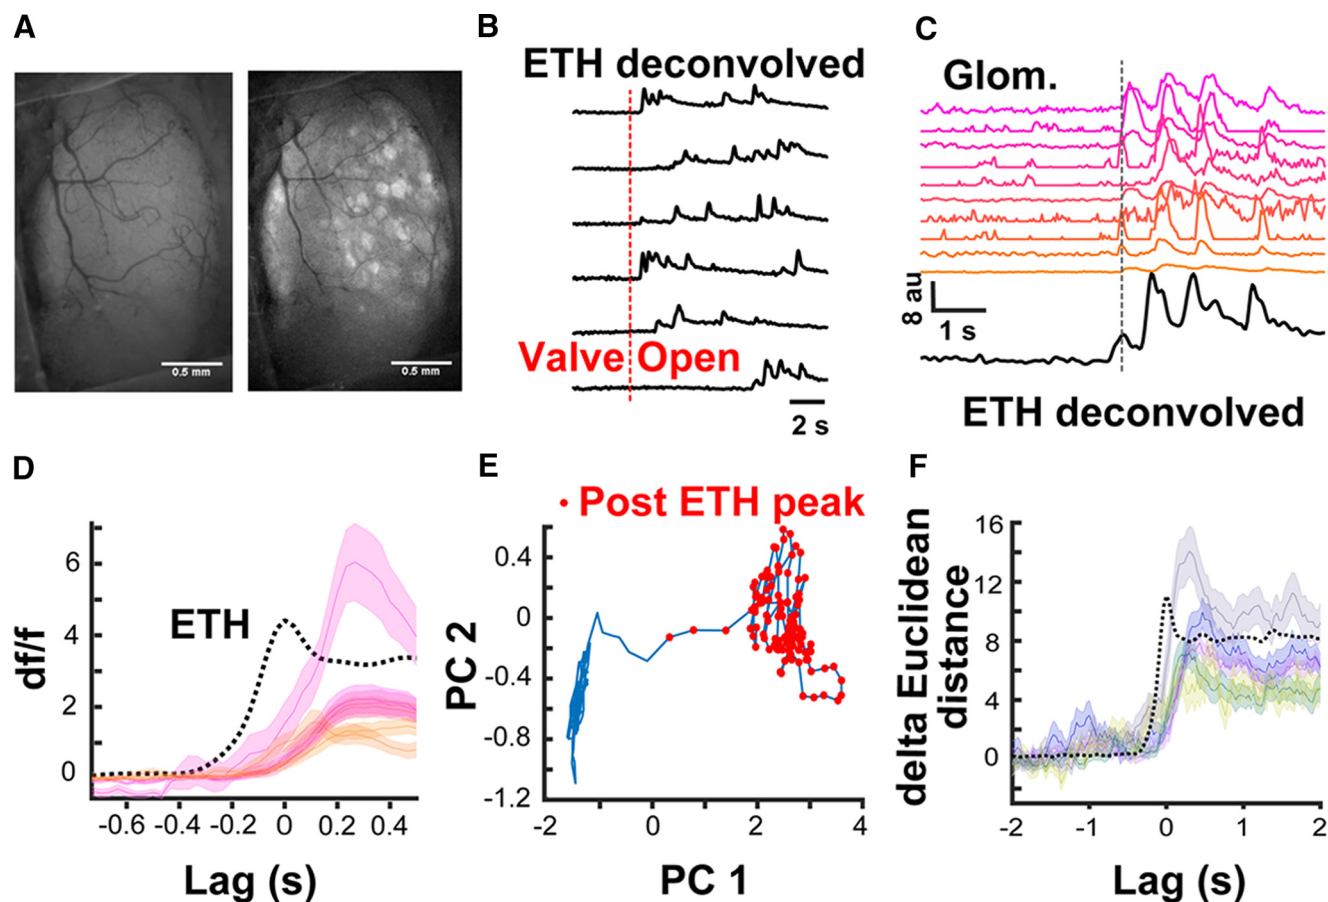 A
0.5 mm
0.5 mm
B
ETH deconvolved
Valve Open
2 s
C
Glom.
8 au
1 s
ETH deconvolved
D
df/f
6
4
2
0
ETH
-0.6 -0.4 -0.2 0 0.2 0.4
Lag (s)
E
• Post ETH peak
PC 2
0.4
0
-0.4
-0.8
-1.2
-2 0 2 4
PC 1
F
delta Euclidean
distance
16
12
8
4
0
-2 -1 0 1 2
Lag (s)